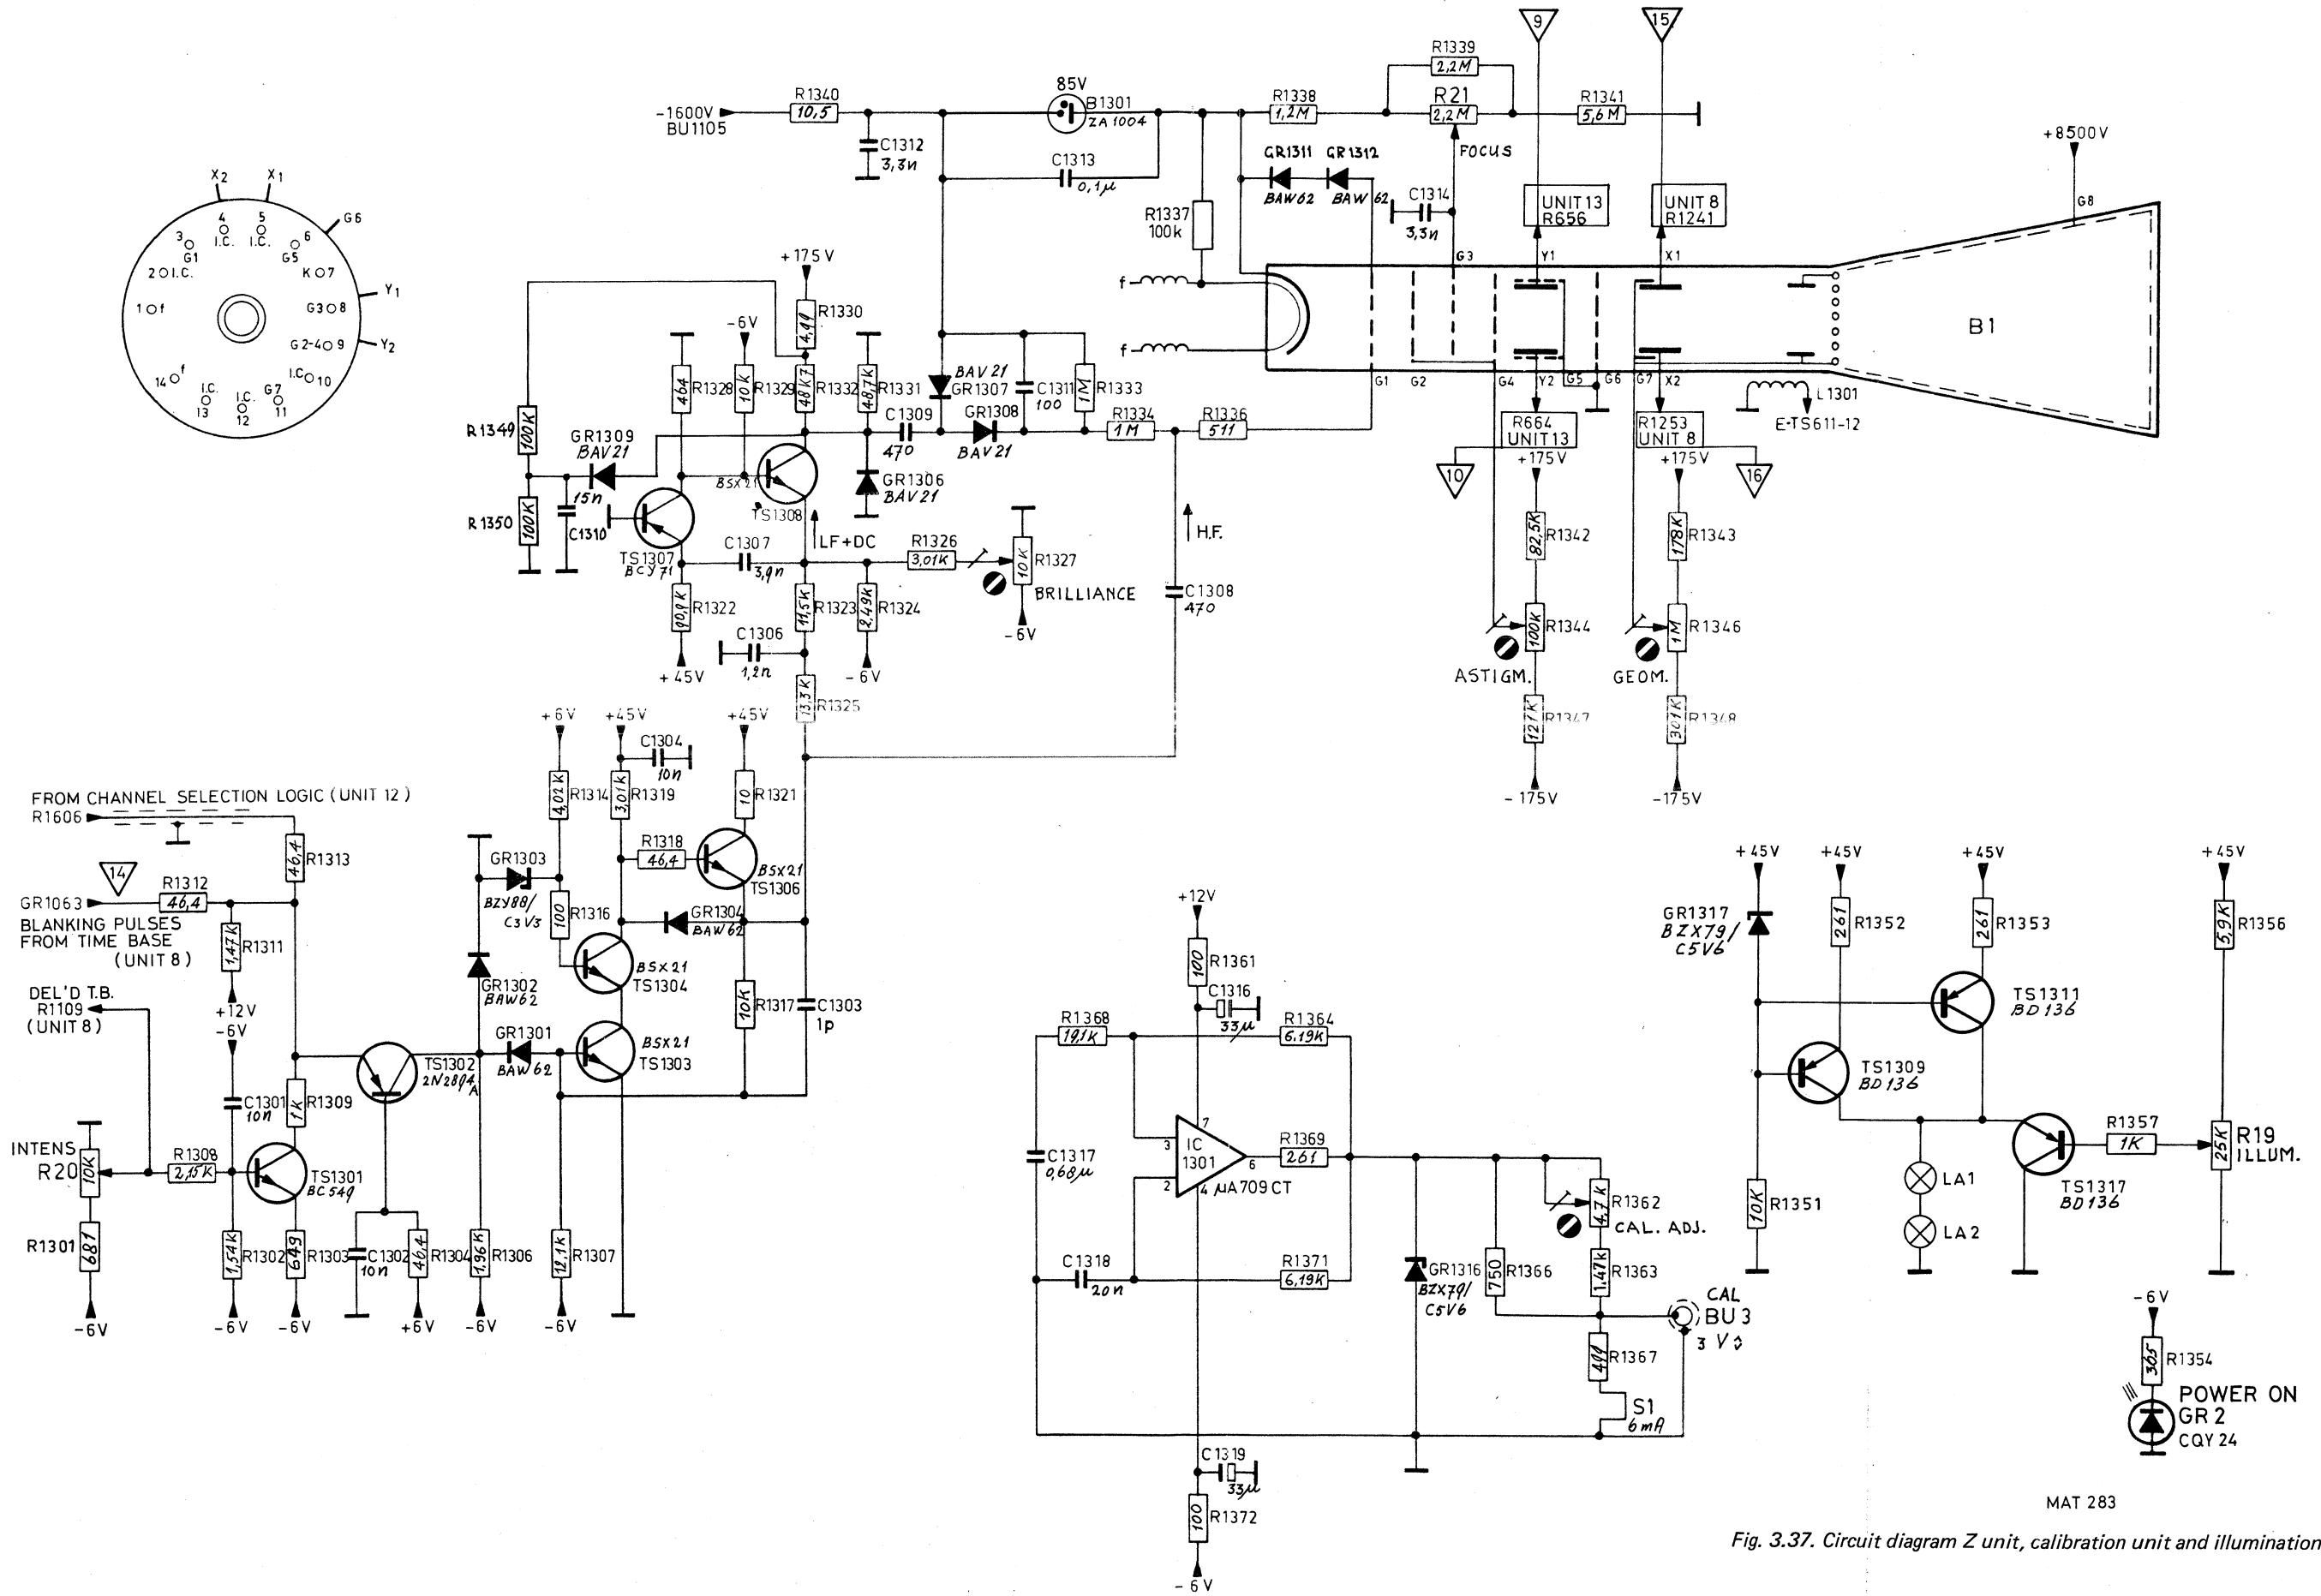 9
15
R1339
2,2M
-1600V
BU1105
R1340
10,5
85V
B1301
ZA1004
R1338
1,2M
R21
2,2M
R1341
5,6M
FOCUS
C1312
3,3n
C1313
0,1µ
GR1311
BAW62
GR1312
BAW62
C1314
3,3n
R1337
100k
UNIT 13
R656
UNIT 8
R1241
+8500V
G8
X2
X1
G6
4
I.C.
5
I.C.
3
G1
6
G5
2 I.C.
K 7
1 f
G3 8
Y1
G2-4 9
Y2
14 f
I.C. 10
I.C.
13
I.C.
12
G7
11
f
f
G3
Y1
X1
B1
G1
G2
G4
Y2
G5
G6
G7
X2
L1301
E-TS611-12
+175V
R1330
4,99
-6V
464
R1328
10K
R1329
48K7
R1332
48,7K
R1331
BAV21
GR1307
C1311
100
1M
R1333
C1309
470
GR1308
BAV21
R1334
1M
R1336
511
R1349
100K
GR1309
BAV21
15n
C1310
R1350
100K
BSX21
TS1308
GR1306
BAV21
TS1307
BCY71
LF+DC
H.F.
C1307
3,9n
R1326
3,01K
10K
R1327
BRILLIANCE
-6V
90,9K
R1322
+45V
11,5K
R1323
2,49K
R1324
-6V
C1306
1,2n
13,3K
R1325
C1308
470
R664
UNIT 13
10
+175V
R1253
UNIT 8
16
+175V
82,5K
R1342
178K
R1343
100K
R1344
1M
R1346
ASTIGM.
GEOM.
121K
R1347
301K
R1348
-175V
-175V
FROM CHANNEL SELECTION LOGIC (UNIT 12)
R1606
46,4
R1313
14
R1312
46,4
GR1063
BLANKING PULSES
FROM TIME BASE
(UNIT 8)
1,47K
R1311
+12V
DEL'D T.B.
R1109
(UNIT 8)
-6V
C1301
10n
1K
R1309
TS1302
2N2894
A
INTENS
R20
10K
R1308
2,15K
TS1301
BC549
R1301
681
-6V
1,54K
R1302
-6V
649
R1303
-6V
C1302
10n
46,4
R1304
+6V
1,96K
R1306
-6V
12,1K
R1307
-6V
+6V
4,02K
R1314
+45V
3,01K
R1319
C1304
10n
+45V
10
R1321
GR1303
BZY88/
C3V3
100
R1316
R1318
46,4
BSX21
TS1306
GR1304
BAW62
BSX21
TS1304
GR1302
BAW62
GR1301
BAW62
BSX21
TS1303
10K
R1317
C1303
1p
+12V
100
R1361
C1316
33µ
R1368
19,1K
R1364
6,19K
C1317
0,68µ
3
7
IC
1301
2
4
6
µA709CT
R1369
261
C1318
20n
R1371
6,19K
GR1316
BZX79/
C5V6
750
R1366
4,7K
R1362
CAL. ADJ.
1,47K
R1363
CAL
BU3
3 V
499
R1367
S1
6mA
C1319
33µ
100
R1372
-6V
+45V
GR1317
BZX79/
C5V6
+45V
261
R1352
+45V
261
R1353
TS1311
BD136
TS1309
BD136
10K
R1351
LA1
LA2
TS1317
BD136
R1357
1K
+45V
5,9K
R1356
25K
R19
ILLUM.
-6V
305
R1354
POWER ON
GR2
CQY24
MAT 283
Fig. 3.37. Circuit diagram Z unit, calibration unit and illumination